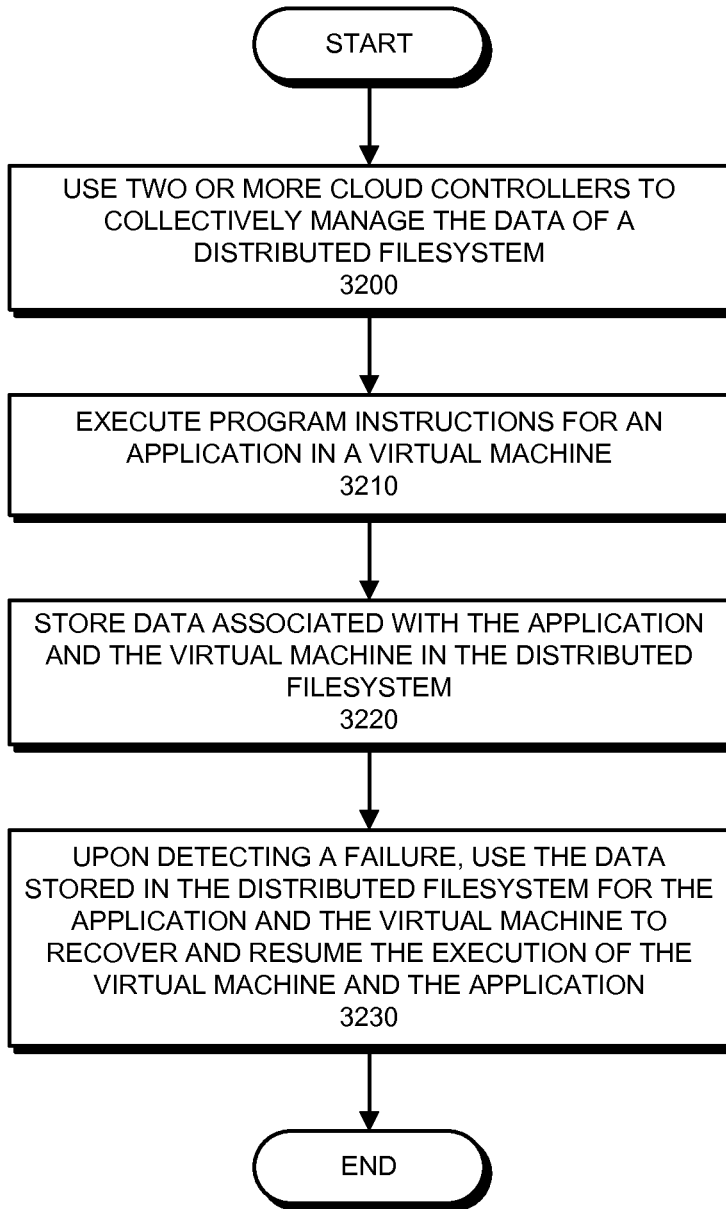 START
USE TWO OR MORE CLOUD CONTROLLERS TO
COLLECTIVELY MANAGE THE DATA OF A
DISTRIBUTED FILESYSTEM
3200
EXECUTE PROGRAM INSTRUCTIONS FOR AN
APPLICATION IN A VIRTUAL MACHINE
3210
STORE DATA ASSOCIATED WITH THE APPLICATION
AND THE VIRTUAL MACHINE IN THE DISTRIBUTED
FILESYSTEM
3220
UPON DETECTING A FAILURE, USE THE DATA
STORED IN THE DISTRIBUTED FILESYSTEM FOR THE
APPLICATION AND THE VIRTUAL MACHINE TO
RECOVER AND RESUME THE EXECUTION OF THE
VIRTUAL MACHINE AND THE APPLICATION
3230
END